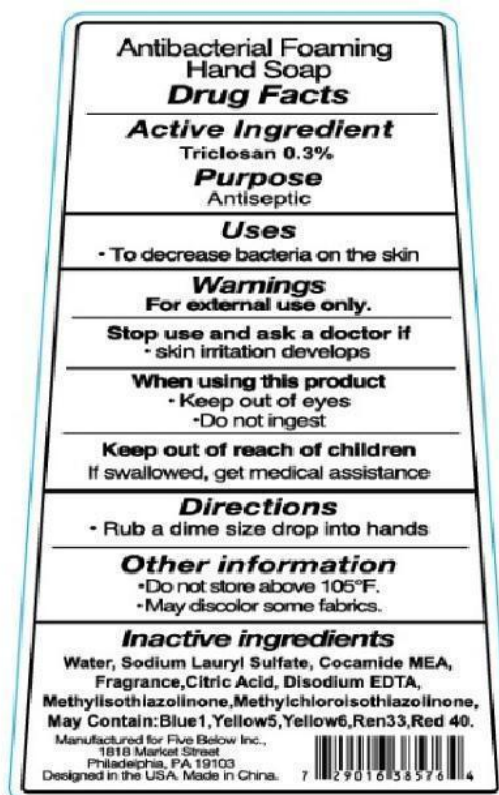 Antibacterial Foaming
Hand Soap
Drug Facts
Active Ingredient
Triclosan 0.3%
Purpose
Antiseptic
Uses
• To decrease bacteria on the skin
Warnings
For external use only.
Stop use and ask a doctor if
• skin irritation develops
When using this product
• Keep out of eyes
•Do not ingest
Keep out of reach of children
If swallowed, get medical assistance
Directions
• Rub a dime size drop into hands
Other information
•Do not store above 105°F.
•May discolor some fabrics.
Inactive ingredients
Water, Sodium Lauryl Sulfate, Cocamide MEA,
Fragrance,Citric Acid, Disodium EDTA,
Methylisothiazolinone,Methylchloroisothiazolinone,
May Contain:Blue1,Yellow5,Yellow6,Ren33,Red 40.
Manufactured for Five Below Inc.,
1818 Market Street
Philadelphia, PA 19103
Designed in the USA. Made in China.
7 29016 38576 4